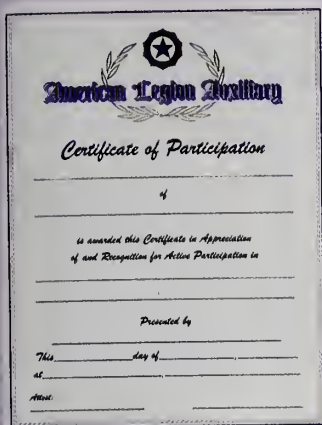 American Legion Auxiliary
Certificate of Participation
of
is awarded this Certificate in Appreciation
of and Recognition for Active Participation in
Presented by
This day of ,
at ,
Attest: